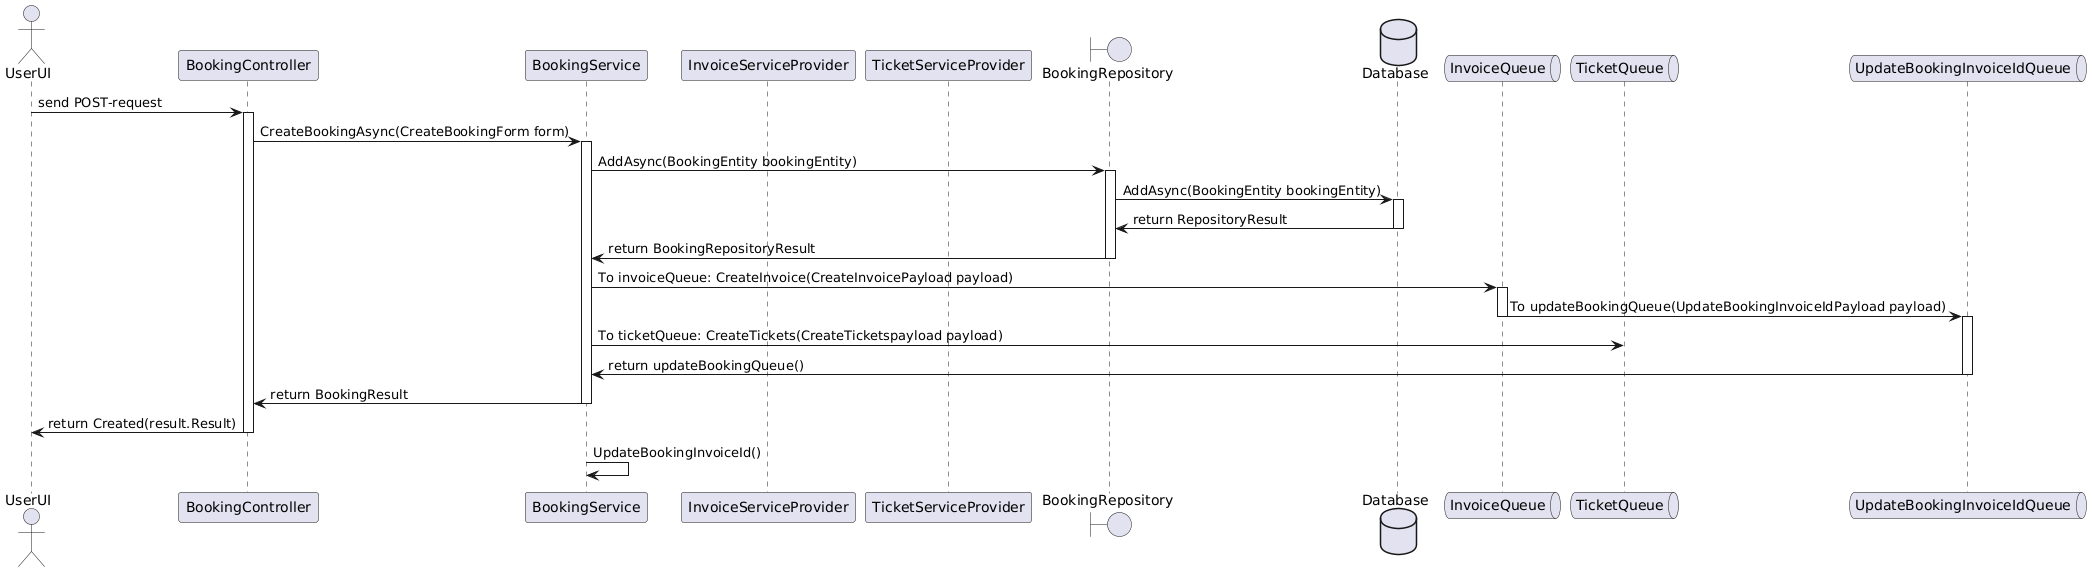 UserUI
BookingController
BookingService
InvoiceServiceProvider
TicketServiceProvider
BookingRepository
Database
InvoiceQueue
TicketQueue
UpdateBookingInvoiceIdQueue
send POST-request
CreateBookingAsync(CreateBookingForm form)
AddAsync(BookingEntity bookingEntity)
AddAsync(BookingEntity bookingEntity)
return RepositoryResult
return BookingRepositoryResult
To invoiceQueue: CreateInvoice(CreateInvoicePayload payload)
To updateBookingQueue(UpdateBookingInvoiceIdPayload payload)
To ticketQueue: CreateTickets(CreateTicketspayload payload)
return updateBookingQueue()
return BookingResult
return Created(result.Result)
UpdateBookingInvoiceId()
UserUI
BookingController
BookingService
InvoiceServiceProvider
TicketServiceProvider
BookingRepository
Database
InvoiceQueue
TicketQueue
UpdateBookingInvoiceIdQueue